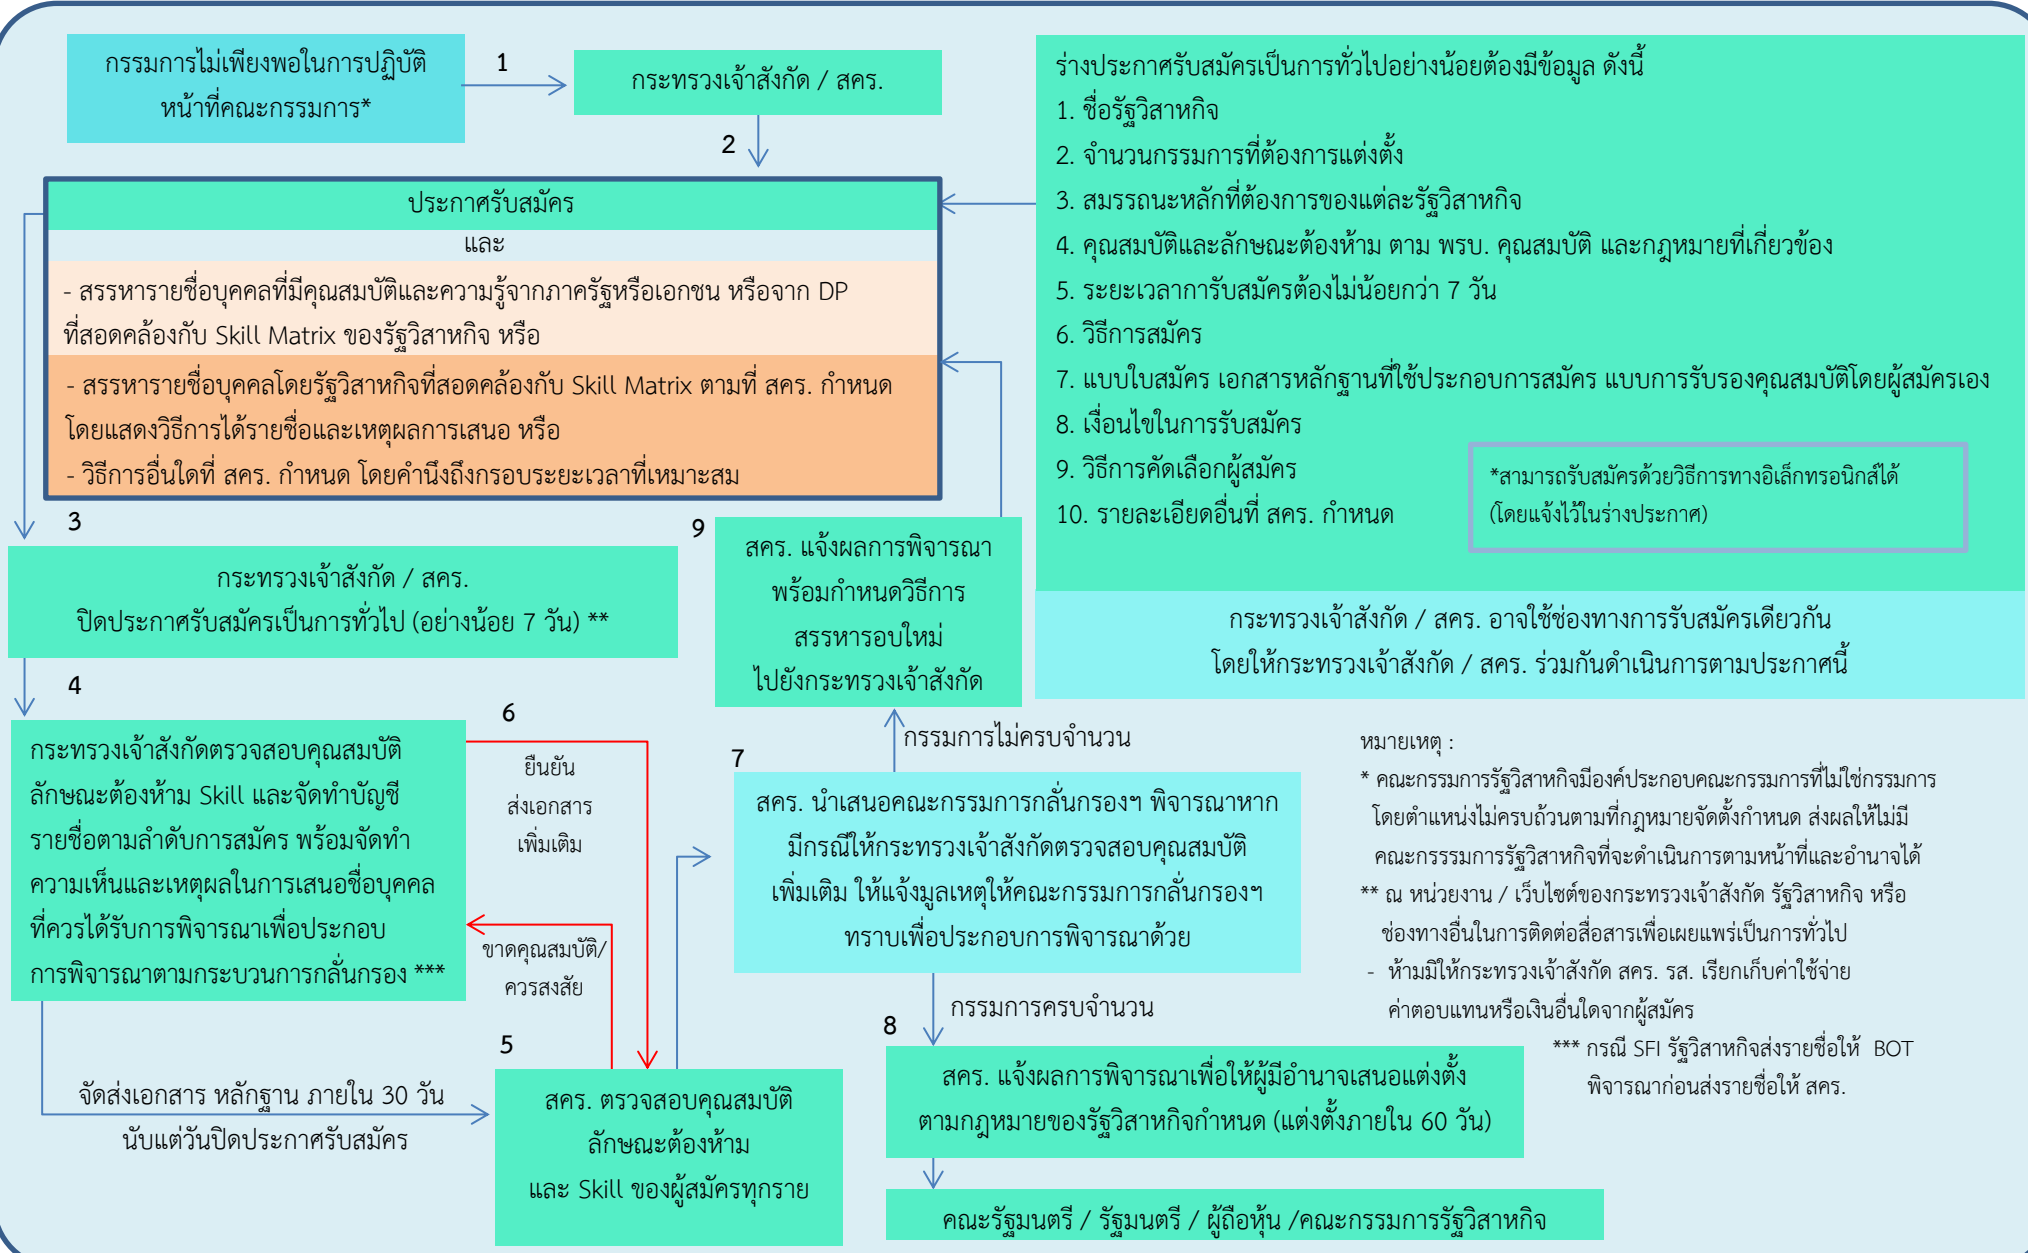 กรรมการไม่เพียงพอในการปฏิบัติ
หน้าที่คณะกรรมการ*
1
กระทรวงเจ้าสังกัด / สคร.
2
ประกาศรับสมัคร
และ
- สรรหารายชื่อบุคคลที่มีคุณสมบัติและความรู้จากภาครัฐหรือเอกชน หรือจาก DP
ที่สอดคล้องกับ Skill Matrix ของรัฐวิสาหกิจ หรือ
- สรรหารายชื่อบุคคลโดยรัฐวิสาหกิจที่สอดคล้องกับ Skill Matrix ตามที่ สคร. กำหนด
โดยแสดงวิธีการได้รายชื่อและเหตุผลการเสนอ หรือ
- วิธีการอื่นใดที่ สคร. กำหนด โดยคำนึงถึงกรอบระยะเวลาที่เหมาะสม
ร่างประกาศรับสมัครเป็นการทั่วไปอย่างน้อยต้องมีข้อมูล ดังนี้
1. ชื่อรัฐวิสาหกิจ
2. จำนวนกรรมการที่ต้องการแต่งตั้ง
3. สมรรถนะหลักที่ต้องการของแต่ละรัฐวิสาหกิจ
4. คุณสมบัติและลักษณะต้องห้าม ตาม พรบ. คุณสมบัติ และกฎหมายที่เกี่ยวข้อง
5. ระยะเวลาการับสมัครต้องไม่น้อยกว่า 7 วัน
6. วิธีการสมัคร
7. แบบใบสมัคร เอกสารหลักฐานที่ใช้ประกอบการสมัคร แบบการรับรองคุณสมบัติโดยผู้สมัครเอง
8. เงื่อนไขในการรับสมัคร
9. วิธีการคัดเลือกผู้สมัคร
10. รายละเอียดอื่นที่ สคร. กำหนด
*สามารถรับสมัครด้วยวิธีการทางอิเล็กทรอนิกส์ได้
(โดยแจ้งไว้ในร่างประกาศ)
กระทรวงเจ้าสังกัด / สคร. อาจใช้ช่องทางการรับสมัครเดียวกัน
โดยให้กระทรวงเจ้าสังกัด / สคร. ร่วมกันดำเนินการตามประกาศนี้
3
กระทรวงเจ้าสังกัด / สคร.
ปิดประกาศรับสมัครเป็นการทั่วไป (อย่างน้อย 7 วัน) **
9
สคร. แจ้งผลการพิจารณา
พร้อมกำหนดวิธีการ
สรรหารอบใหม่
ไปยังกระทรวงเจ้าสังกัด
4
กระทรวงเจ้าสังกัดตรวจสอบคุณสมบัติ
ลักษณะต้องห้าม Skill และจัดทำบัญชี
รายชื่อตามลำดับการสมัคร พร้อมจัดทำ
ความเห็นและเหตุผลในการเสนอชื่อบุคคล
ที่ควรได้รับการพิจารณาเพื่อประกอบ
การพิจารณาตามกระบวนการกลั่นกรอง ***
6
ยืนยัน
ส่งเอกสาร
เพิ่มเติม
ขาดคุณสมบัติ/
ควรสงสัย
กรรมการไม่ครบจำนวน
7
สคร. นำเสนอคณะกรรมการกลั่นกรองฯ พิจารณาหาก
มีกรณีให้กระทรวงเจ้าสังกัดตรวจสอบคุณสมบัติ
เพิ่มเติม ให้แจ้งมูลเหตุให้คณะกรรมการกลั่นกรองฯ
ทราบเพื่อประกอบการพิจารณาด้วย
กรรมการครบจำนวน
จัดส่งเอกสาร หลักฐาน ภายใน 30 วัน
นับแต่วันปิดประกาศรับสมัคร
5
สคร. ตรวจสอบคุณสมบัติ
ลักษณะต้องห้าม
และ Skill ของผู้สมัครทุกราย
8
สคร. แจ้งผลการพิจารณาเพื่อให้ผู้มีอำนาจเสนอแต่งตั้ง
ตามกฎหมายของรัฐวิสาหกิจกำหนด (แต่งตั้งภายใน 60 วัน)
คณะรัฐมนตรี / รัฐมนตรี / ผู้ถือหุ้น /คณะกรรมการรัฐวิสาหกิจ
หมายเหตุ :
* คณะกรรมการรัฐวิสาหกิจมีองค์ประกอบคณะกรรมการที่ไม่ใช่กรรมการ
โดยตำแหน่งไม่ครบถ้วนตามที่กฎหมายจัดตั้งกำหนด ส่งผลให้ไม่มี
คณะกรรรมการรัฐวิสาหกิจที่จะดำเนินการตามหน้าที่และอำนาจได้
** ณ หน่วยงาน / เว็บไซต์ของกระทรวงเจ้าสังกัด รัฐวิสาหกิจ หรือ
ช่องทางอื่นในการติดต่อสื่อสารเพื่อเผยแพร่เป็นการทั่วไป
- ห้ามมิให้กระทรวงเจ้าสังกัด สคร. รส. เรียกเก็บค่าใช้จ่าย
ค่าตอบแทนหรือเงินอื่นใดจากผู้สมัคร
*** กรณี SFI รัฐวิสาหกิจส่งรายชื่อให้ BOT
พิจารณาก่อนส่งรายชื่อให้ สคร.